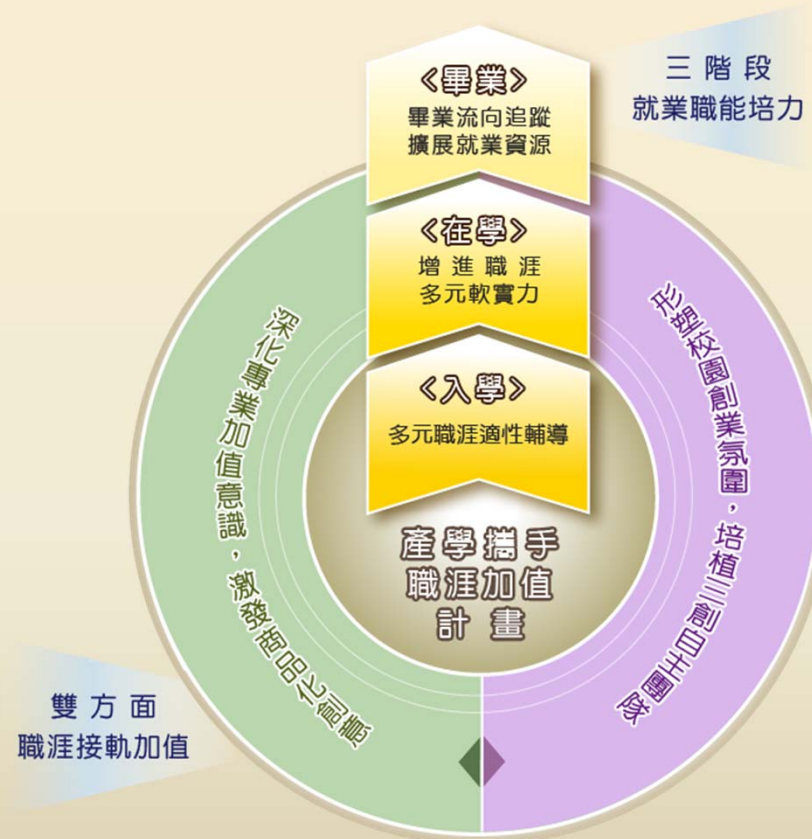 三階段
就業職能培力
<畢業>
畢業流向追蹤
擴展就業資源
<在學>
增進職涯
多元軟實力
<入學>
多元職涯適性輔導
產學攜手
職涯加值
計畫
深化專業加值意識，激發商品化創意
形塑校園創業氛圍，培植三創自主團隊
雙方面
職涯接軌加值